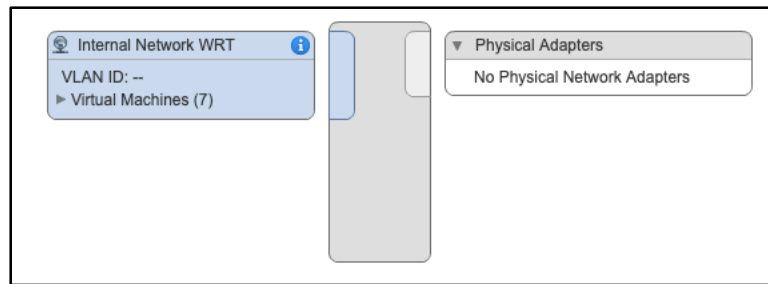 Internal Network WRT
VLAN ID: --
Virtual Machines (7)
Physical Adapters
No Physical Network Adapters